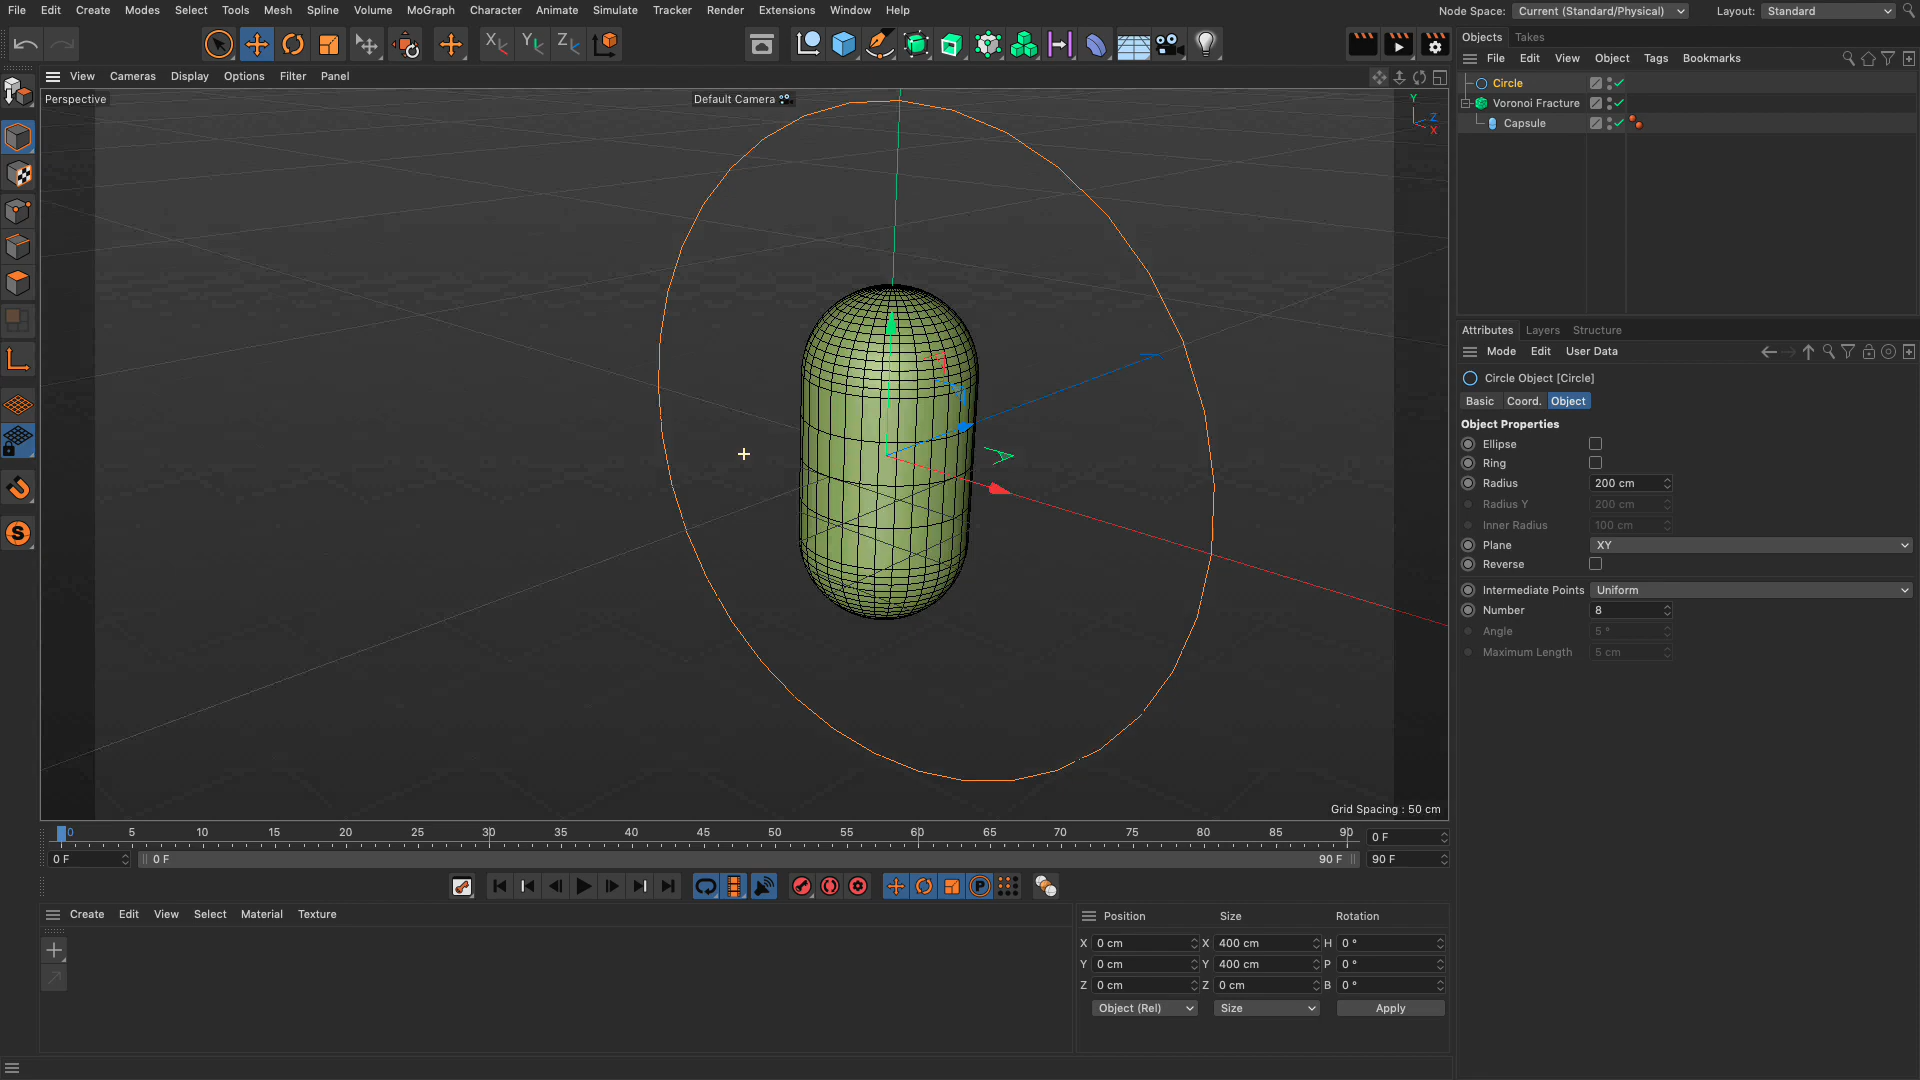 File Edit Create Modes Select Tools Mesh Spline Volume MoGraph Character Animate Simulate Tracker Render Extensions Window Help
Node Space: Current (Standard/Physical) Layout: Standard
X Y Z
Objects Takes
File Edit View Object Tags Bookmarks
View Cameras Display Options Filter Panel
Perspective
Default Camera
Y
Z
X
Circle
Voronoi Fracture
Capsule
Attributes Layers Structure
Mode Edit User Data
Circle Object [Circle]
Basic Coord. Object
Object Properties
Ellipse
Ring
Radius 200 cm
Radius Y 200 cm
Inner Radius 100 cm
Plane XY
Reverse
Intermediate Points Uniform
Number 8
Angle 5 °
Maximum Length 5 cm
Grid Spacing : 50 cm
0 5 10 15 20 25 30 35 40 45 50 55 60 65 70 75 80 85 90
0 F
0 F 0 F 90 F 90 F
P
Create Edit View Select Material Texture
Position Size Rotation
X 0 cm X 400 cm H 0 °
Y 0 cm Y 400 cm P 0 °
Z 0 cm Z 0 cm B 0 °
Object (Rel) Size Apply